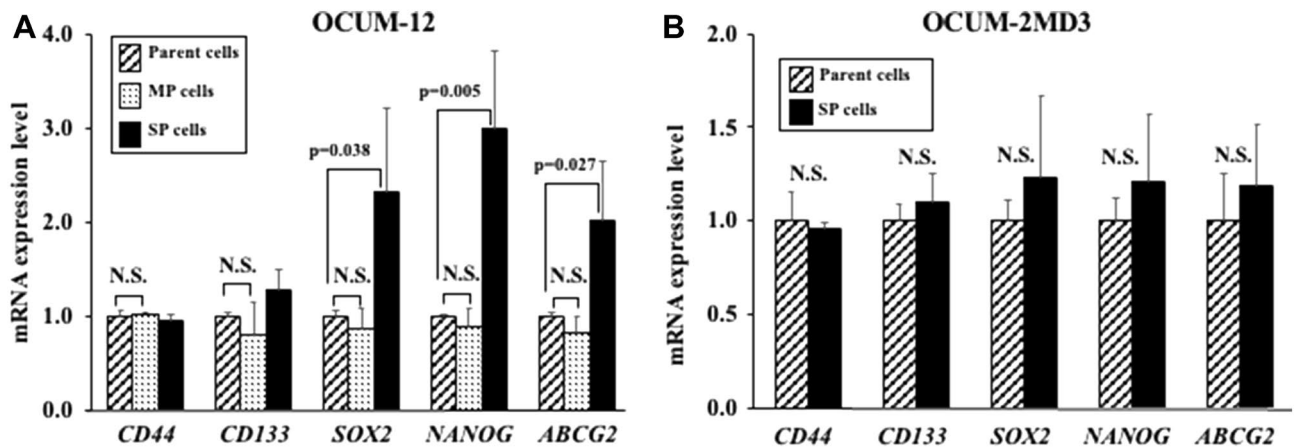 A
OCUM-12
mRNA expression level
4.0
3.0
2.0
1.0
0.0
Parent cells
MP cells
SP cells
N.S.
N.S.
p=0.038
N.S.
p=0.005
N.S.
p=0.027
N.S.
CD44 CD133 SOX2 NANOG ABCG2
B
OCUM-2MD3
mRNA expression level
2.0
1.5
1.0
0.5
0.0
Parent cells
SP cells
N.S.
N.S.
N.S.
N.S.
N.S.
CD44 CD133 SOX2 NANOG ABCG2